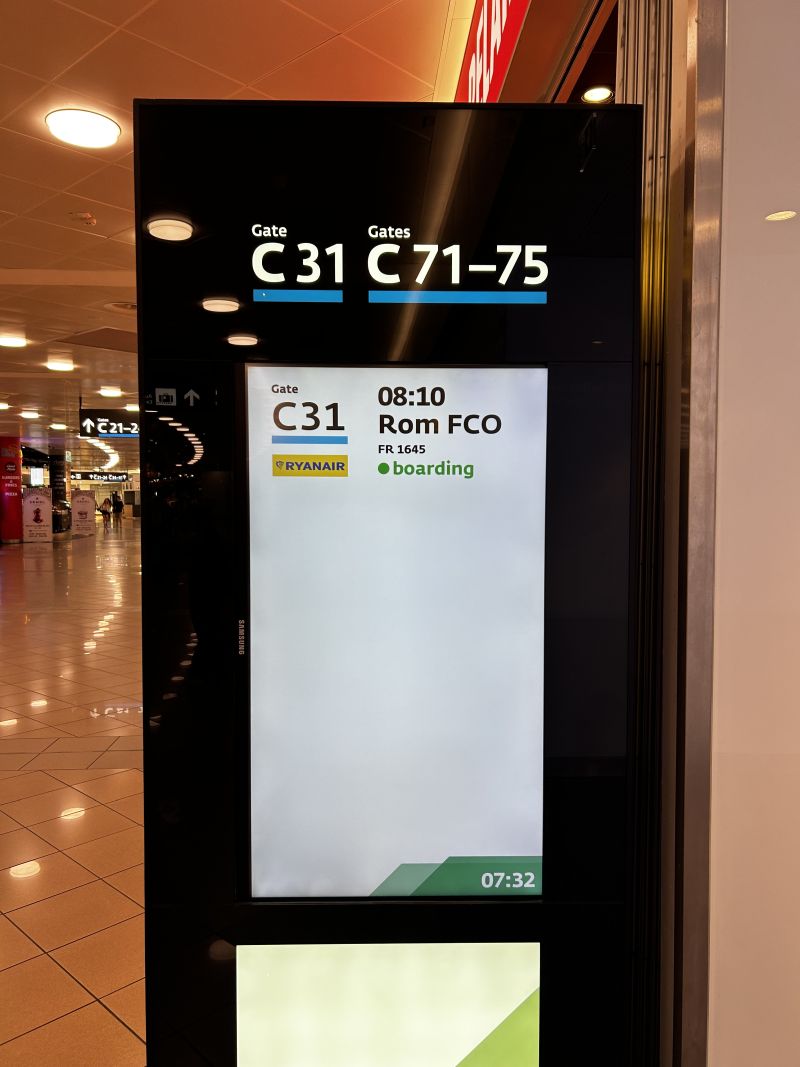 Gate
C 31
Gates
C 71–75
Gate
C31
RYANAIR
08:10
Rom FCO
FR 1645
boarding
07:32
SAMSUNG
C 21–2